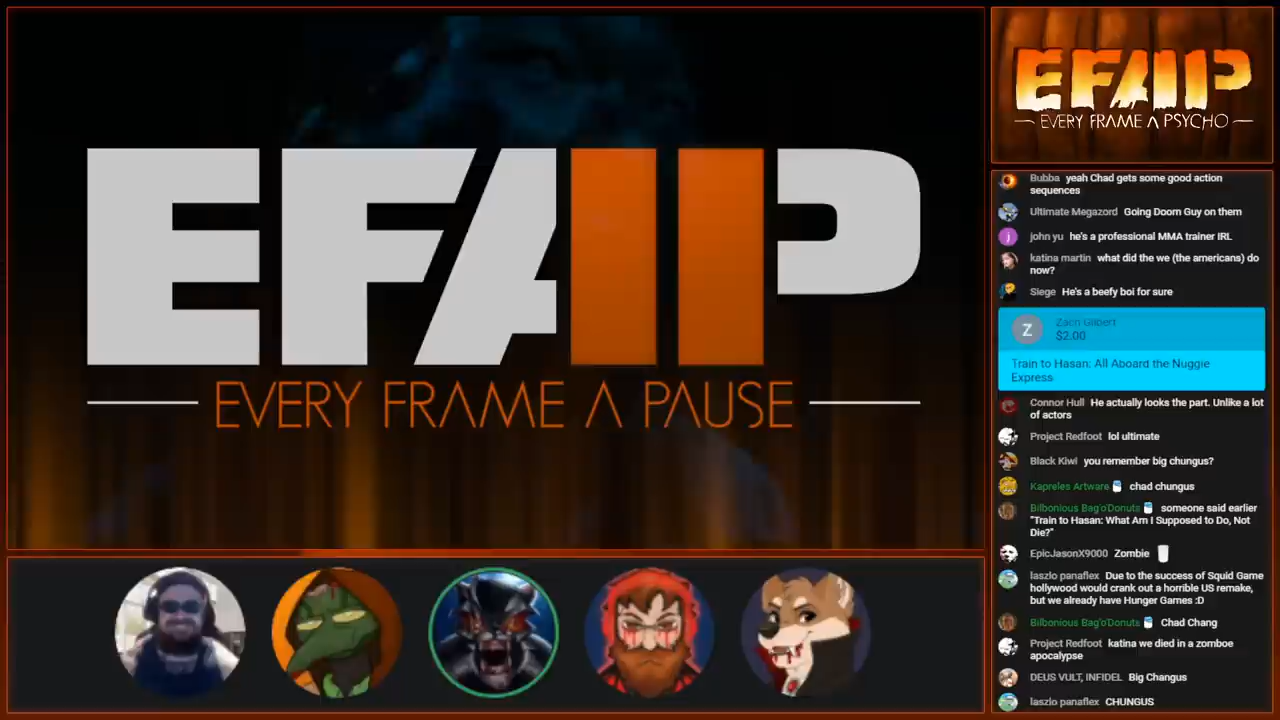 EFAP
EVERY FRAME A PAUSE
EFAP
EVERY FRAME A PSYCHO
Bubba yeah Chad gets some good action
sequences
Ultimate Megazord Going Doom Guy on them
j
john yu he's a professional MMA trainer IRL
katina martin what did the we (the americans) do
now?
Siege He's a beefy boi for sure
Z
Zach Gilbert
$2.00
Train to Hasan: All Aboard the Nuggie
Express
Connor Hull He actually looks the part. Unlike a lot
of actors
Project Redfoot lol ultimate
Black Kiwi you remember big chungus?
Kapreles Artware chad chungus
Bilbonious Bag'o'Donuts someone said earlier
"Train to Hasan: What Am I Supposed to Do, Not
Die?"
EpicJasonX9000 Zombie
laszlo panaflex Due to the success of Squid Game
hollywood would crank out a horrible US remake,
but we already have Hunger Games :D
Bilbonious Bag'o'Donuts Chad Chang
Project Redfoot katina we died in a zomboe
apocalypse
DEUS VULT, INFIDEL Big Changus
laszlo panaflex CHUNGUS